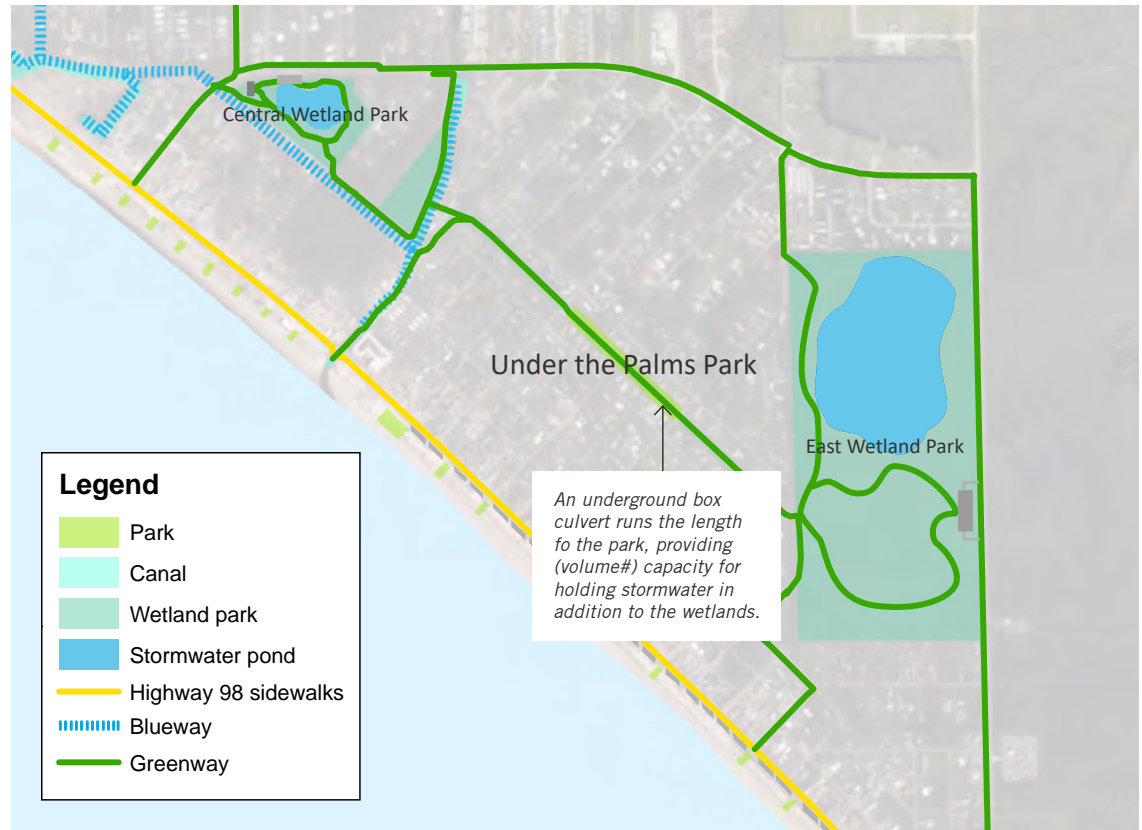 Central Wetland Park
Under the Palms Park
East Wetland Park
An underground box
culvert runs the length
fo the park, providing
(volume#) capacity for
holding stormwater in
addition to the wetlands.
Legend
Park
Canal
Wetland park
Stormwater pond
Highway 98 sidewalks
Blueway
Greenway